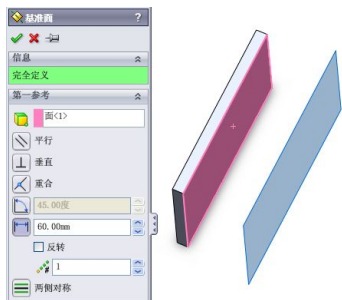 基准面 ?
信息
完全定义
第一参考
面<1>
平行
垂直
重合
45.00度
60.00mm
反转
1
两侧对称